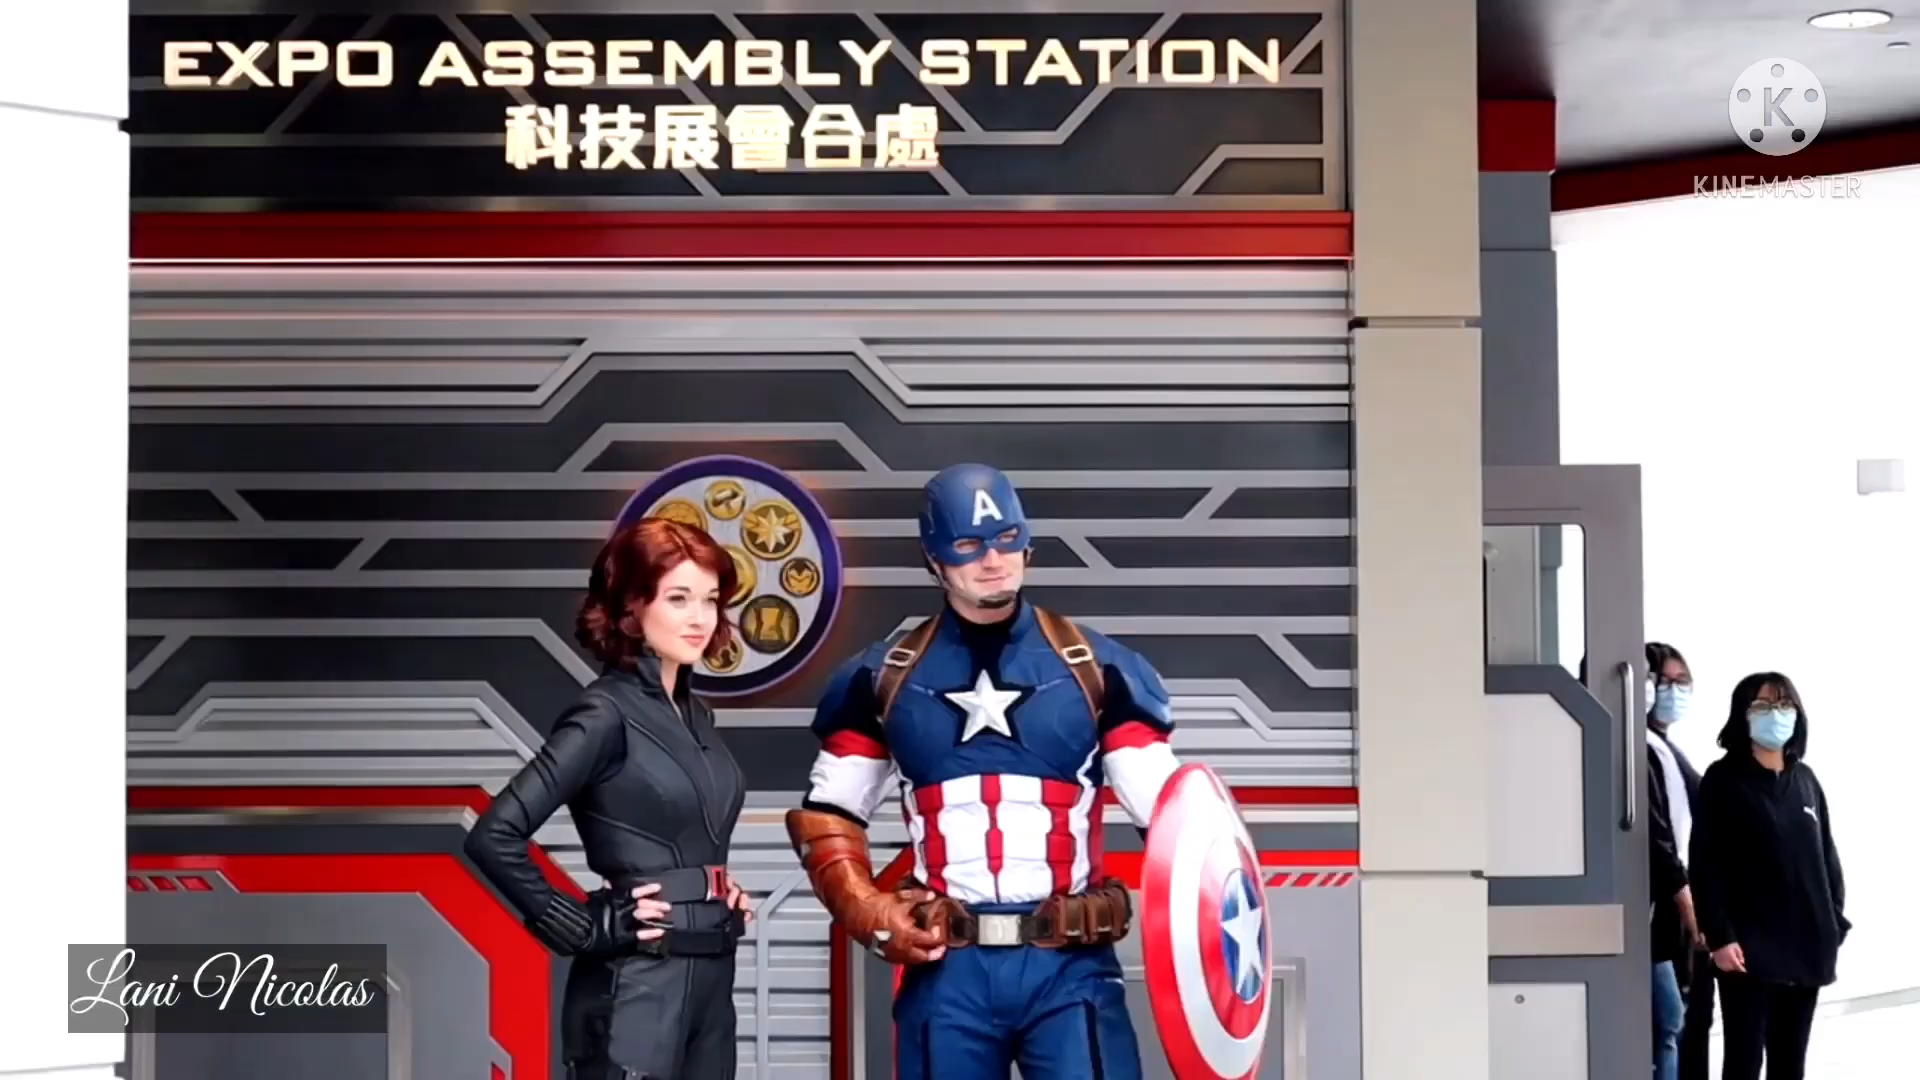 EXPO ASSEMBLY STATION
科技展會合處
K
KINEMASTER
A
Lani Nicolas